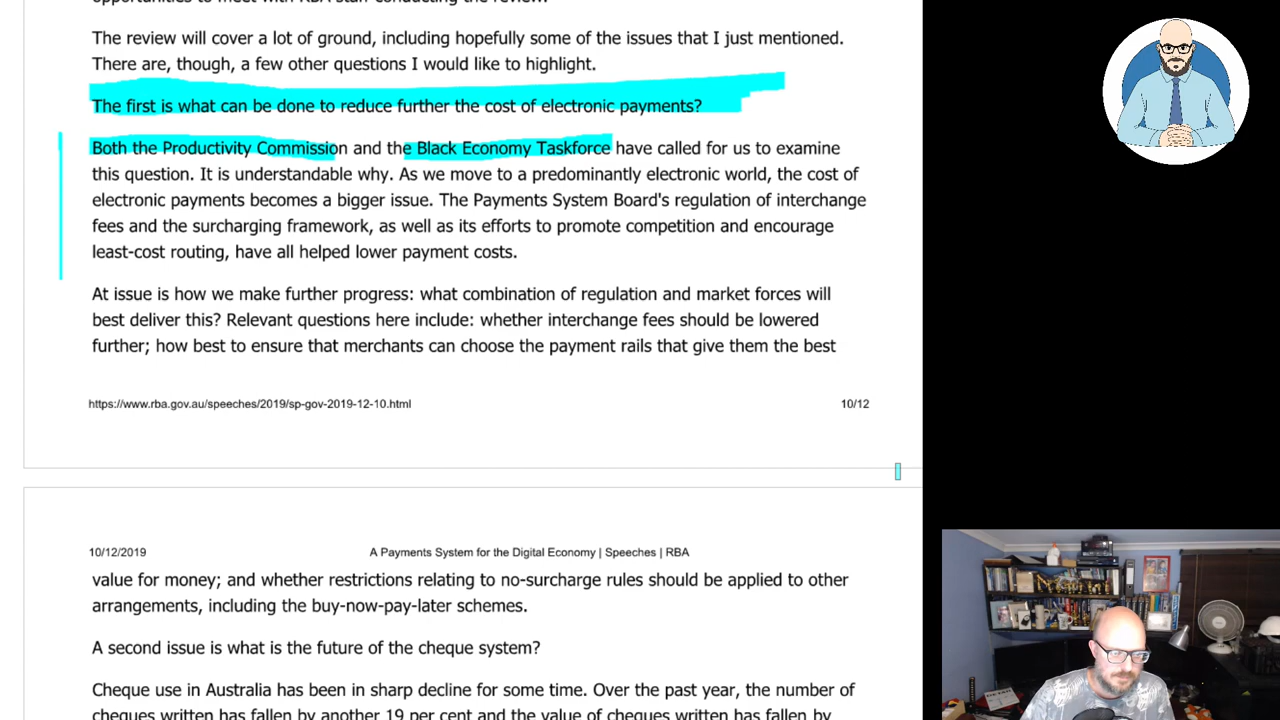 opportunities to meet with RBA staff conducting the review.
The review will cover a lot of ground, including hopefully some of the issues that I just mentioned.
There are, though, a few other questions I would like to highlight.
The first is what can be done to reduce further the cost of electronic payments?
Both the Productivity Commission and the Black Economy Taskforce have called for us to examine
this question. It is understandable why. As we move to a predominantly electronic world, the cost of
electronic payments becomes a bigger issue. The Payments System Board's regulation of interchange
fees and the surcharging framework, as well as its efforts to promote competition and encourage
least-cost routing, have all helped lower payment costs.
At issue is how we make further progress: what combination of regulation and market forces will
best deliver this? Relevant questions here include: whether interchange fees should be lowered
further; how best to ensure that merchants can choose the payment rails that give them the best
https://www.rba.gov.au/speeches/2019/sp-gov-2019-12-10.html 10/12
10/12/2019 A Payments System for the Digital Economy | Speeches | RBA
value for money; and whether restrictions relating to no-surcharge rules should be applied to other
arrangements, including the buy-now-pay-later schemes.
A second issue is what is the future of the cheque system?
Cheque use in Australia has been in sharp decline for some time. Over the past year, the number of
cheques written has fallen by another 19 per cent and the value of cheques written has fallen by